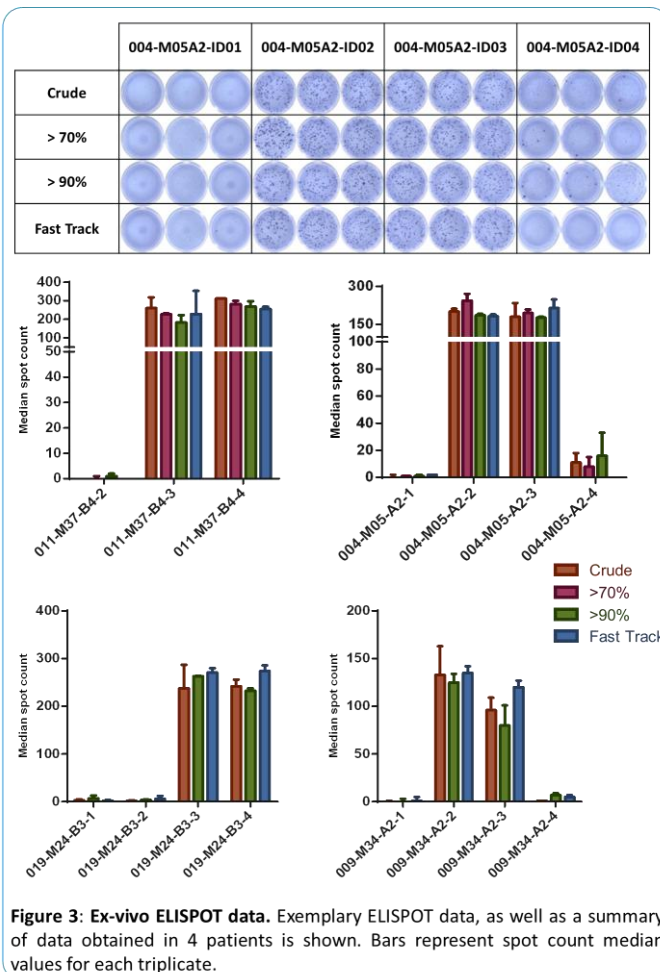 004-M05A2-ID01 004-M05A2-ID02 004-M05A2-ID03 004-M05A2-ID04
Crude
> 70%
> 90%
Fast Track
Median spot count
400
300
200
100
50
40
30
20
10
0
011-M37-B4-2
011-M37-B4-3
011-M37-B4-4
Median spot count
300
150
100
80
60
40
20
0
004-M05-A2-1
004-M05-A2-2
004-M05-A2-3
004-M05-A2-4
Crude
>70%
>90%
Fast Track
Median spot count
400
300
200
100
0
019-M24-B3-1
019-M24-B3-2
019-M24-B3-3
019-M24-B3-4
Median spot count
200
150
100
50
0
009-M34-A2-1
009-M34-A2-2
009-M34-A2-3
009-M34-A2-4
Figure 3: Ex-vivo ELISPOT data. Exemplary ELISPOT data, as well as a summary
of data obtained in 4 patients is shown. Bars represent spot count median
values for each triplicate.